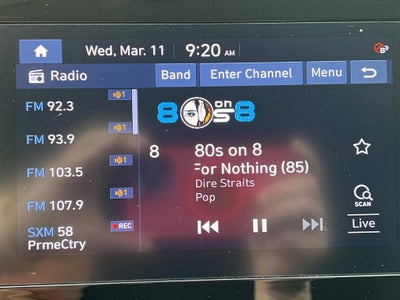 Wed, Mar. 11
9:20 AM
Radio
Band
Enter Channel
Menu
FM 92.3
FM 93.9
FM 103.5
FM 107.9
SXM 58
PrmeCtry
REC
80s on 8
8
80s on 8
For Nothing (85)
Dire Straits
Pop
SCAN
Live